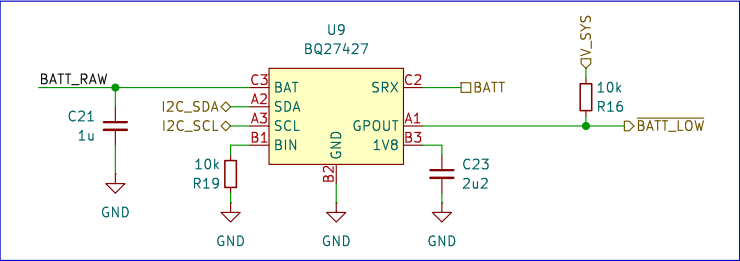 U9
BQ27427
V_SYS
BATT_RAW
C3
BAT
SRX
C2
BATT
10k
R16
I2C_SDA
A2
SDA
C21
1u
I2C_SCL
A3
SCL
GPOUT
A1
BATT_LOW
B1
BIN
GND
1V8
B3
10k
R19
B2
C23
2u2
GND
GND
GND
GND